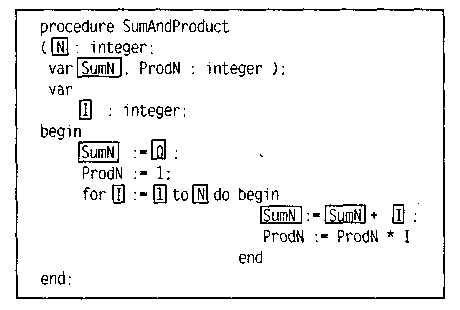 procedure SumAndProduct
( N : integer;
var SumN, ProdN : integer );
var
I : integer;
begin
SumN := 0 ;
ProdN := 1;
for I := 1 to N do begin
SumN := SumN + I ;
ProdN := ProdN * I
end
end;